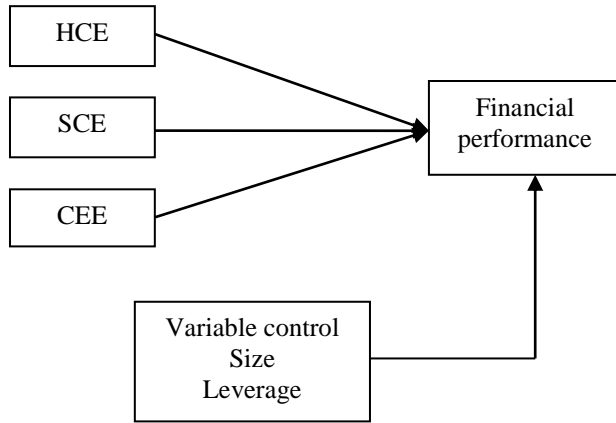 HCE
SCE
CEE
Financial
performance
Variable control
Size
Leverage